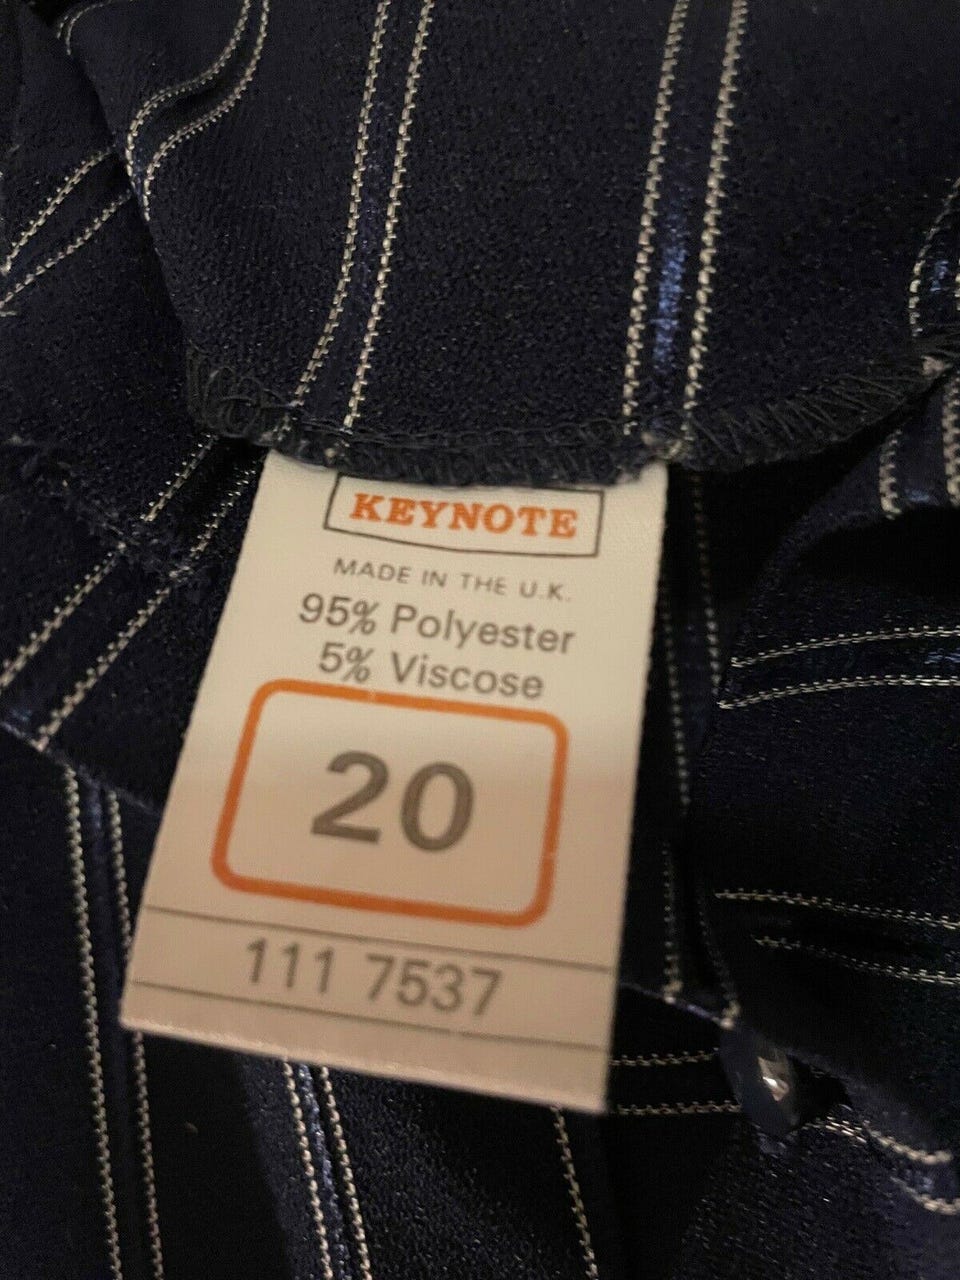 KEYNOTE
MADE IN THE U.K.
95% Polyester
5% Viscose
20
111 7537